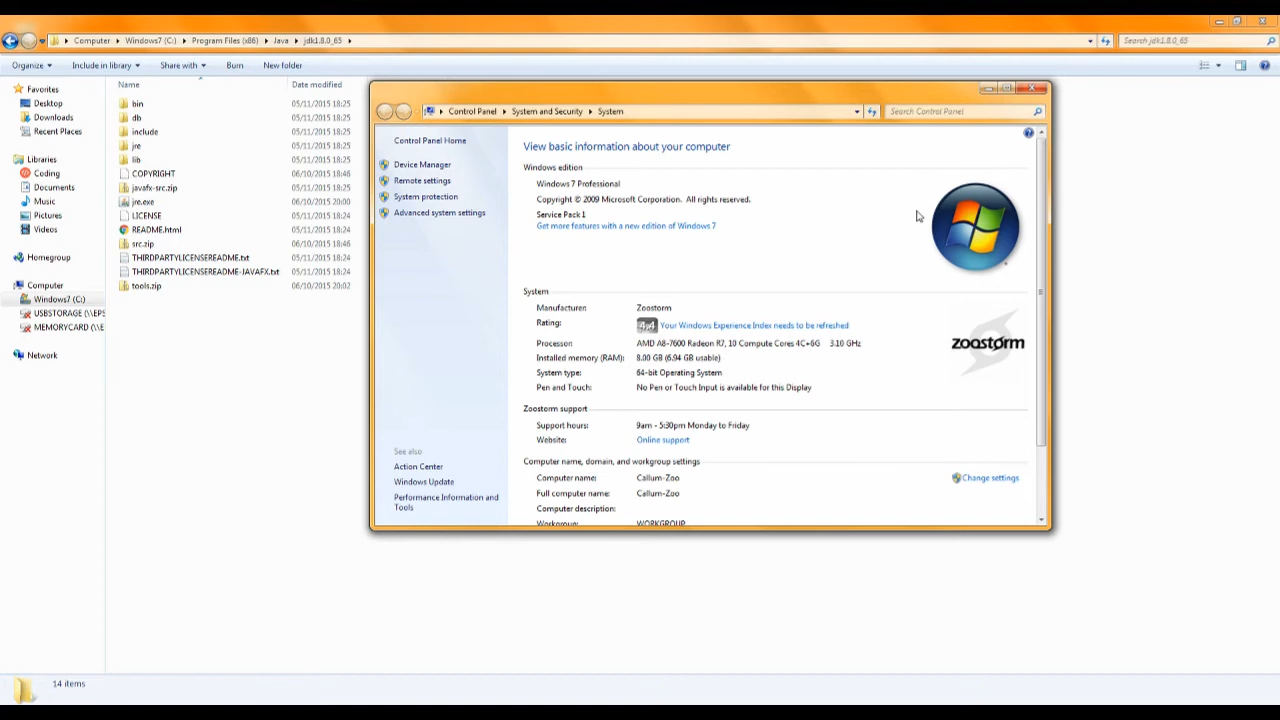 Computer Windows7 (C:) Program Files (x86) Java jdk1.8.0_65
Search jdk1.8.0_65
Organize Include in library Share with Burn New folder
Favorites
Desktop
Downloads
Recent Places
Libraries
Coding
Documents
Music
Pictures
Videos
Homegroup
Computer
Windows7 (C:)
USBSTORAGE (\\EPS
MEMORYCARD (\\E
Network
Name Date modified
bin 05/11/2015 18:25
db 05/11/2015 18:25
include 05/11/2015 18:25
jre 05/11/2015 18:25
lib 05/11/2015 18:25
COPYRIGHT 06/10/2015 18:46
javafx-src.zip 05/11/2015 18:24
jre.exe 06/10/2015 20:00
LICENSE 05/11/2015 18:24
README.html 05/11/2015 18:24
src.zip 06/10/2015 18:46
THIRDPARTYLICENSEREADME.txt 05/11/2015 18:24
THIRDPARTYLICENSEREADME-JAVAFX.txt 05/11/2015 18:24
tools.zip 06/10/2015 20:02
14 items
Control Panel System and Security System
Search Control Panel
Control Panel Home
Device Manager
Remote settings
System protection
Advanced system settings
See also
Action Center
Windows Update
Performance Information and
Tools
View basic information about your computer
Windows edition
Windows 7 Professional
Copyright © 2009 Microsoft Corporation. All rights reserved.
Service Pack 1
Get more features with a new edition of Windows 7
System
Manufacturer: Zoostorm
Rating: 4,4 Your Windows Experience Index needs to be refreshed
Processor: AMD A8-7600 Radeon R7, 10 Compute Cores 4C+6G 3.10 GHz
Installed memory (RAM): 8.00 GB (6.94 GB usable)
System type: 64-bit Operating System
Pen and Touch: No Pen or Touch Input is available for this Display
zoostorm
Zoostorm support
Support hours: 9am - 5:30pm Monday to Friday
Website: Online support
Computer name, domain, and workgroup settings
Computer name: Callum-Zoo
Change settings
Full computer name: Callum-Zoo
Computer description:
Workgroup: WORKGROUP